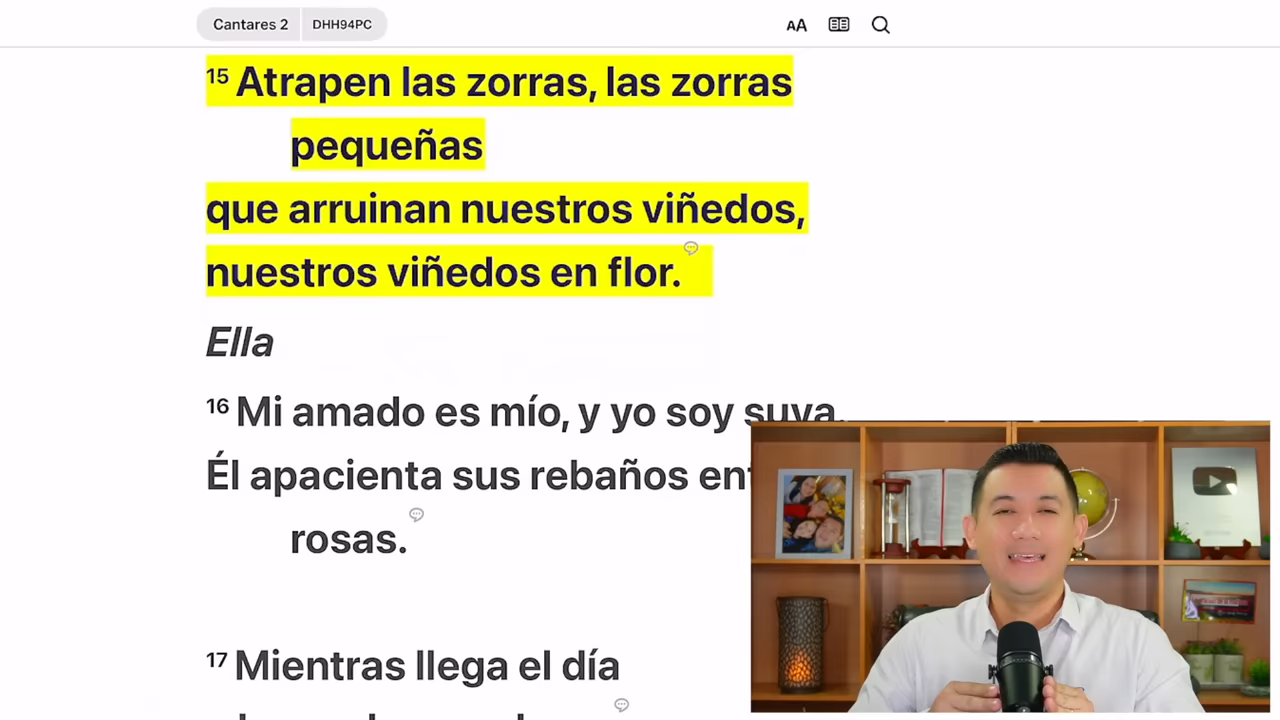 Cantares 2 DHH94PC AA
15 Atrapen las zorras, las zorras
pequeñas
que arruinan nuestros viñedos,
nuestros viñedos en flor.
Ella
16 Mi amado es mío, y yo soy suya.
Él apacienta sus rebaños
rosas.
17 Mientras llega el día